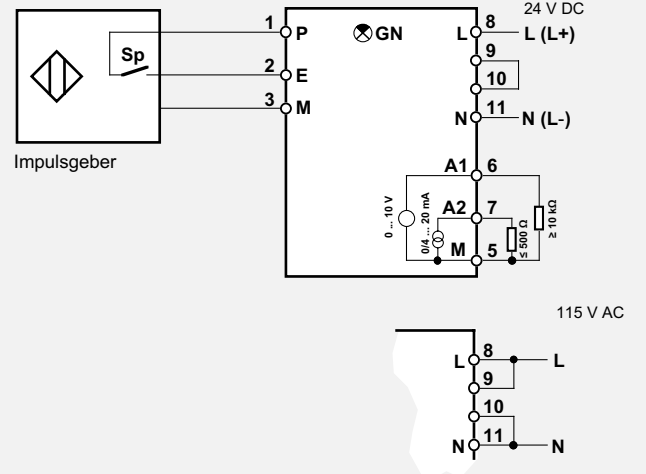 24 V DC
1 P
GN
L 8 L (L+)
Sp
9
2 E
10
3 M
N 11 N (L-)
Impulsgeber
A1 6
0 ... 10 V
0/4 ... 20 mA
A2 7
≤ 500 Ω
≥ 10 kΩ
M 5
115 V AC
L 8 L
9
10
N 11 N